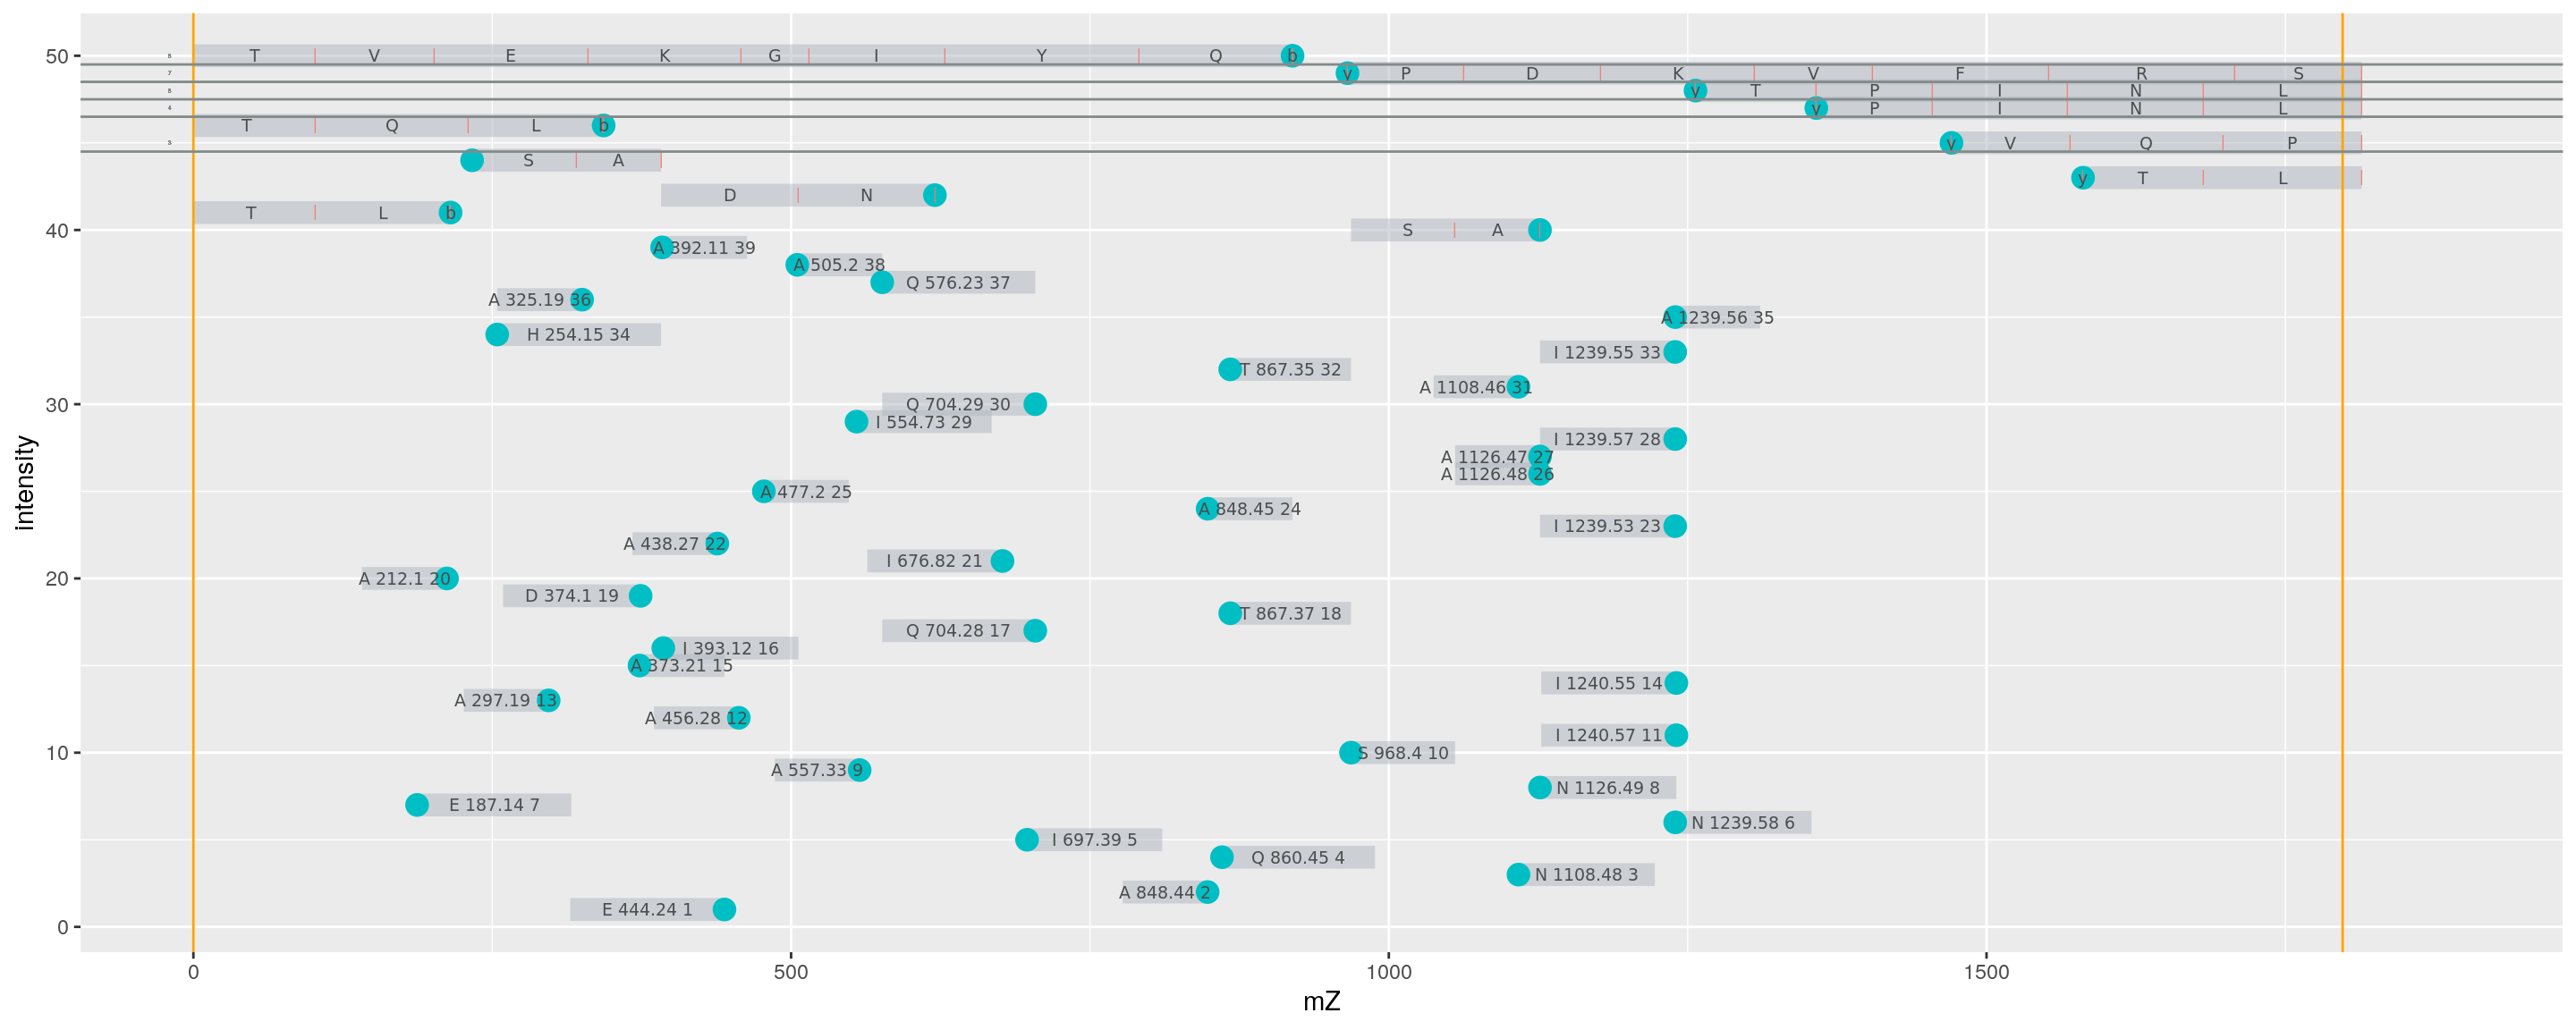 50
8
T V E K G I Y Q b
7
y P D K V F R S
5
y T P I N L
4
y P I N L
T Q L b
3
y V Q P
S A
y T L
D N
T L b
40
S A
A 392.11 39
A 505.2 38
Q 576.23 37
A 325.19 36
A 1239.56 35
H 254.15 34
I 1239.55 33
T 867.35 32
A 1108.46 31
30
Q 704.29 30
I 554.73 29
I 1239.57 28
A 1126.47 27
A 1126.48 26
A 477.2 25
A 848.45 24
I 1239.53 23
A 438.27 22
I 676.82 21
20
A 212.1 20
D 374.1 19
T 867.37 18
Q 704.28 17
I 393.12 16
A 373.21 15
I 1240.55 14
A 297.19 13
A 456.28 12
I 1240.57 11
10
S 968.4 10
A 557.33 9
N 1126.49 8
E 187.14 7
N 1239.58 6
I 697.39 5
Q 860.45 4
N 1108.48 3
A 848.44 2
E 444.24 1
0
intensity
0 500 1000 1500
mZ